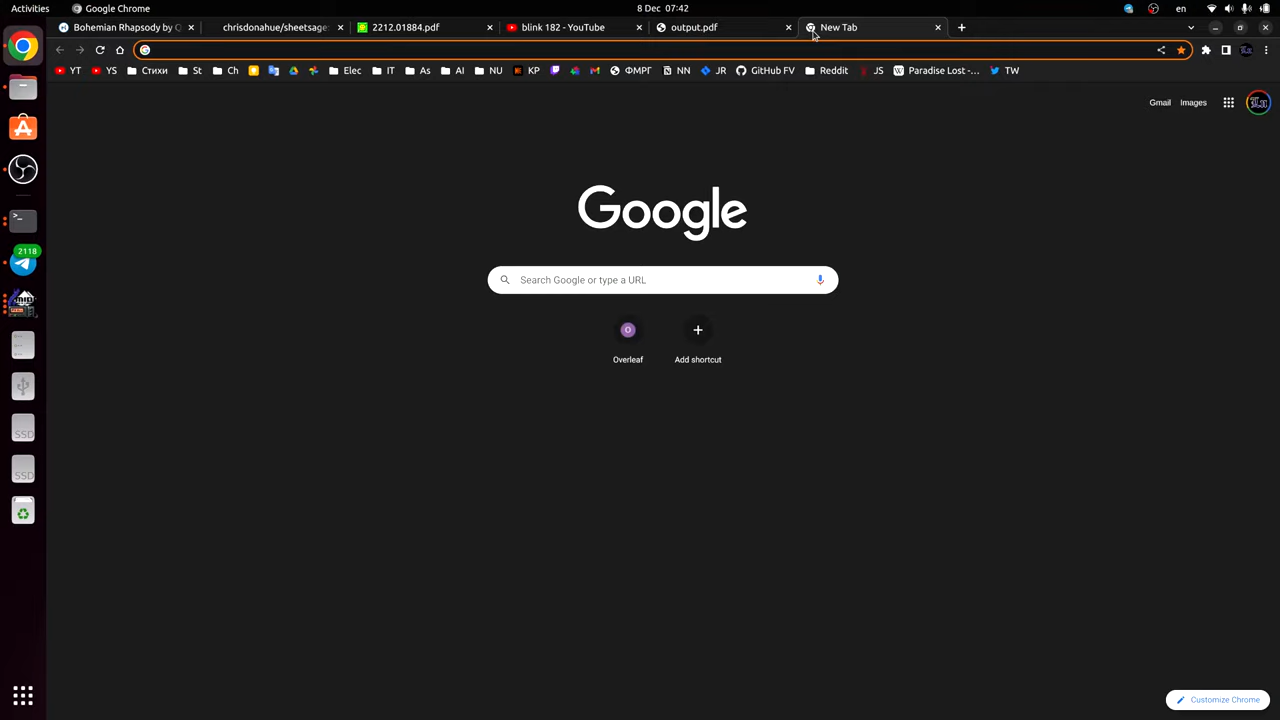 Activities
Google Chrome
8 Dec 07:42
en
Bohemian Rhapsody by Q
chrisdonahue/sheetsage:
2212.01884.pdf
blink 182 - YouTube
output.pdf
New Tab
YT
YS
Стихи
St
Ch
Elec
IT
As
AI
NU
KP
ФМРГ
NN
JR
GitHub FV
Reddit
JS
Paradise Lost -...
TW
Gmail
Images
Google
Search Google or type a URL
Overleaf
Add shortcut
2118
SSD
SSD
Customize Chrome